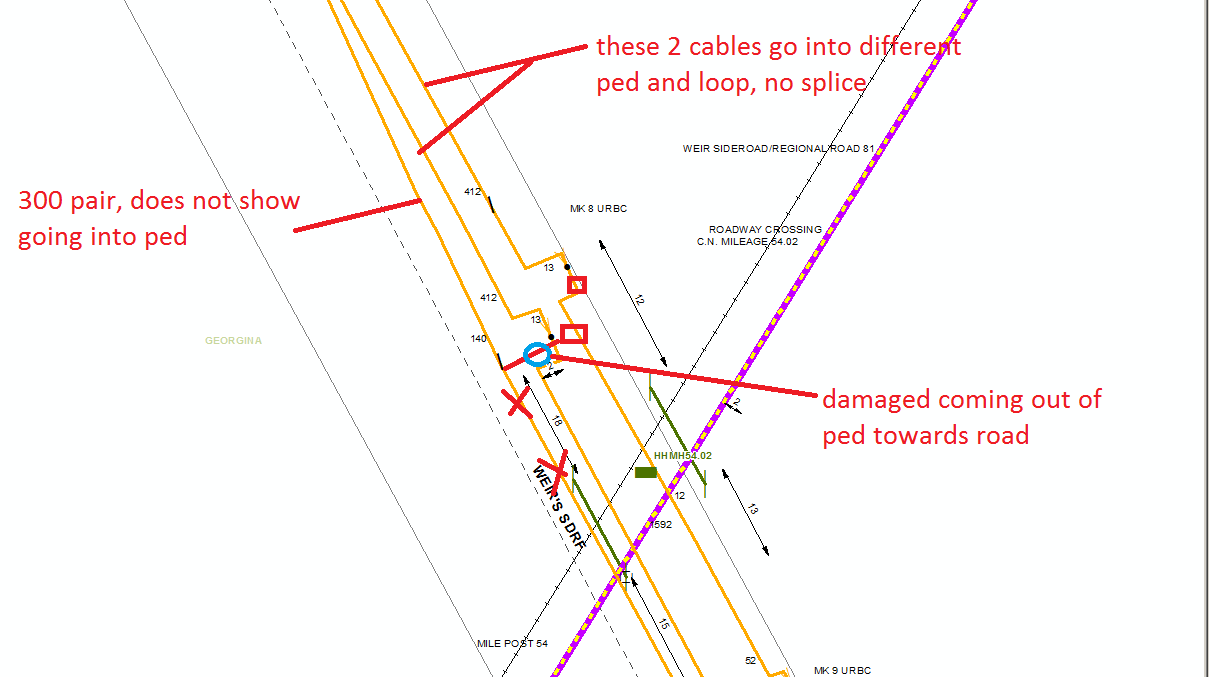 these 2 cables go into different
ped and loop, no splice
WEIR SIDEROAD/REGIONAL ROAD 81
300 pair, does not show
going into ped
412
MK 8 URBC
ROADWAY CROSSING
C.N. MILEAGE 54.02
13
412
12
13
140
GEORGINA
2
damaged coming out of
ped towards road
2
18
HHMH54.02
WEIR'S SDRF
12
13
1592
15
MILE POST 54
52
MK 9 URBC